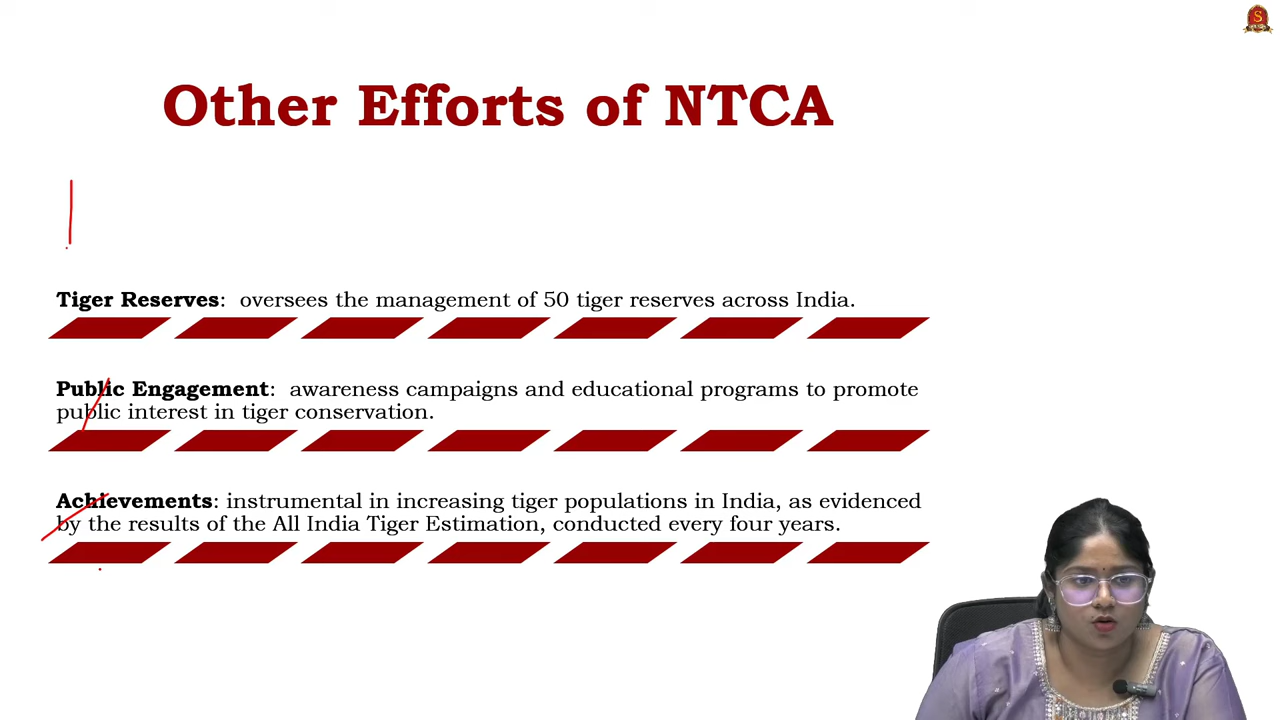 Other Efforts of NTCA
Tiger Reserves:  oversees the management of 50 tiger reserves across India.
Public Engagement:  awareness campaigns and educational programs to promote
public interest in tiger conservation.
Achievements: instrumental in increasing tiger populations in India, as evidenced
by the results of the All India Tiger Estimation, conducted every four years.